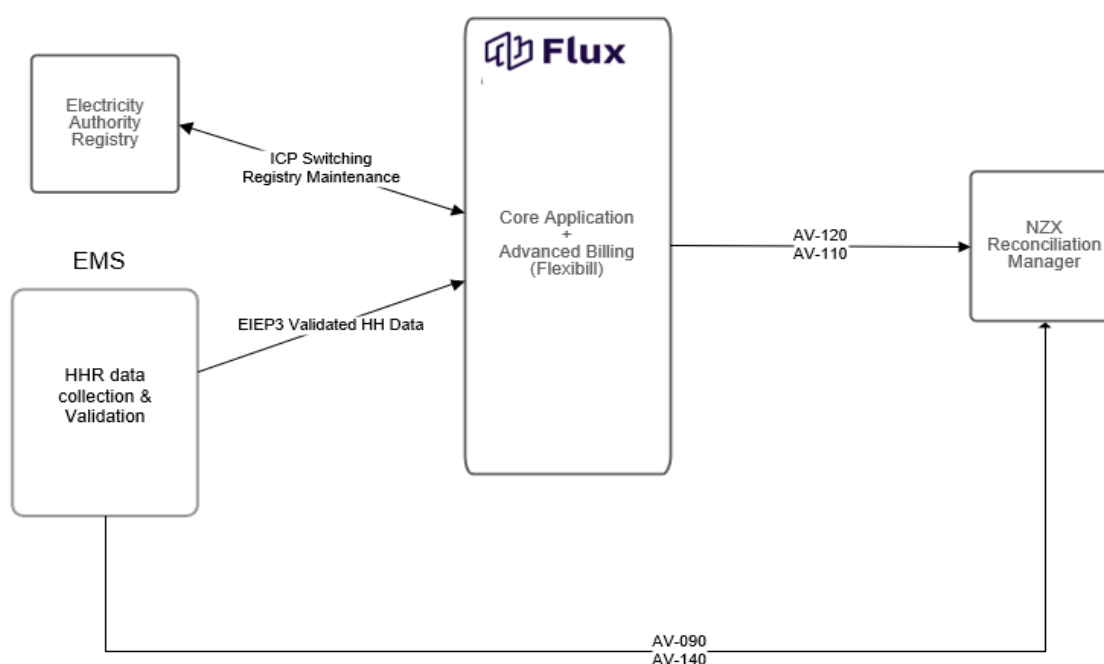 Flux
Electricity
Authority
Registry
ICP Switching
Registry Maintenance
Core Application
+
Advanced Billing
(Flexibill)
AV-120
AV-110
NZX
Reconciliation
Manager
EMS
EIEP3 Validated HH Data
HHR data
collection &
Validation
AV-090
AV-140